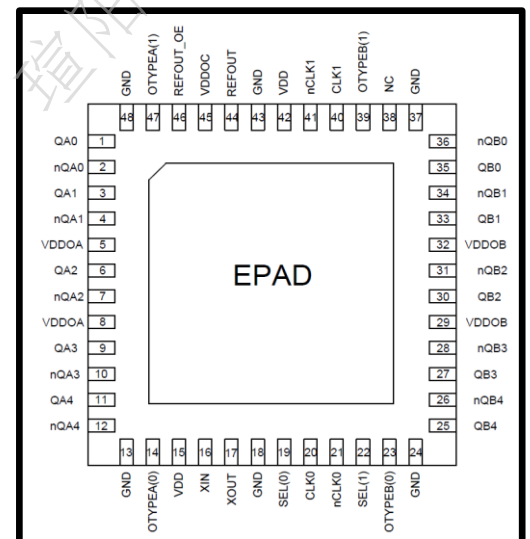 瑄
GND
OTYPEA(1)
REFOUT_OE
VDDOC
REFOUT
GND
VDD
nCLK1
CLK1
OTYPEB(1)
NC
GND
48 47 46 45 44 43 42 41 40 39 38 37
QA0 1 36 nQB0
nQA0 2 35 QB0
QA1 3 34 nQB1
nQA1 4 33 QB1
VDDOA 5 32 VDDOB
QA2 6 31 nQB2
nQA2 7 30 QB2
VDDOA 8 29 VDDOB
QA3 9 28 nQB3
nQA3 10 27 QB3
QA4 11 26 nQB4
nQA4 12 25 QB4
EPAD
13 14 15 16 17 18 19 20 21 22 23 24
GND
OTYPEA(0)
VDD
XIN
XOUT
GND
SEL(0)
CLK0
nCLK0
SEL(1)
OTYPEB(0)
GND